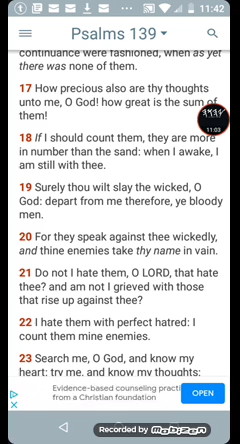 11:42
Psalms 139
continuance were fashioned, when as yet
there was none of them.
17 How precious also are thy thoughts
unto me, O God! how great is the sum of
them!
11:03
18 If I should count them, they are more
in number than the sand: when I awake, I
am still with thee.
19 Surely thou wilt slay the wicked, O
God: depart from me therefore, ye bloody
men.
20 For they speak against thee wickedly,
and thine enemies take thy name in vain.
21 Do not I hate them, O LORD, that hate
thee? and am not I grieved with those
that rise up against thee?
22 I hate them with perfect hatred: I
count them mine enemies.
23 Search me, O God, and know my
heart: try me, and know my thoughts:
Evidence-based counseling practi
from a Christian foundation
OPEN
Recorded by Mobizen